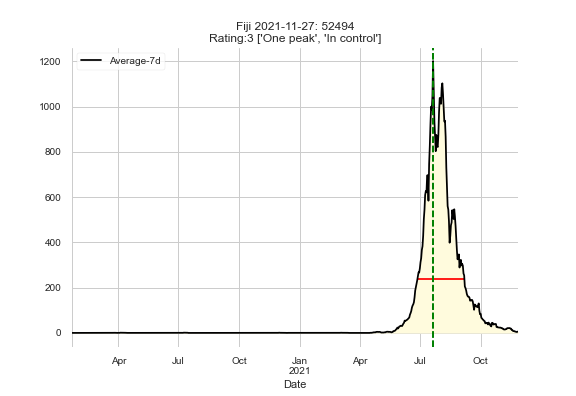 Fiji 2021-11-27: 52494
Rating:3 ['One peak', 'In control']
Average-7d
1200
1000
800
600
400
200
0
Apr
Jul
Oct
Jan
2021
Apr
Jul
Oct
Date